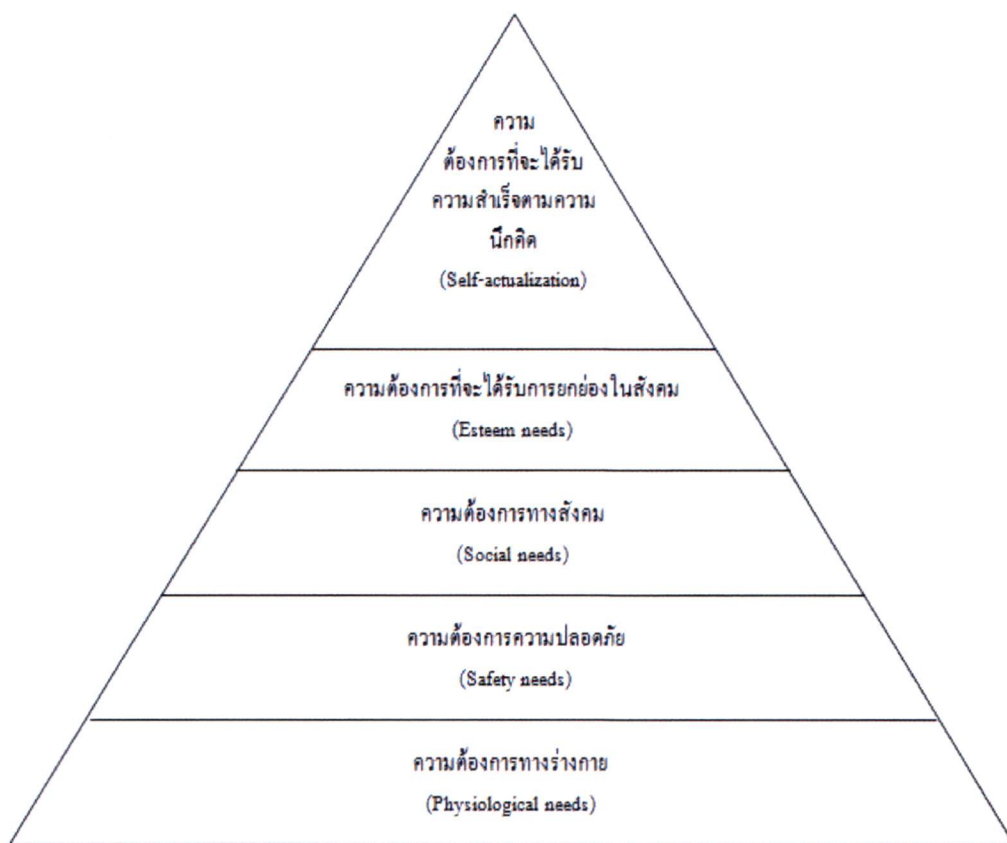 ความ
ต้องการที่จะได้รับ
ความสำเร็จตามความ
นึกคิด
(Self-actualization)
ความต้องการที่จะได้รับการยกย่องในสังคม
(Esteem needs)
ความต้องการทางสังคม
(Social needs)
ความต้องการความปลอดภัย
(Safety needs)
ความต้องการทางร่างกาย
(Physiological needs)